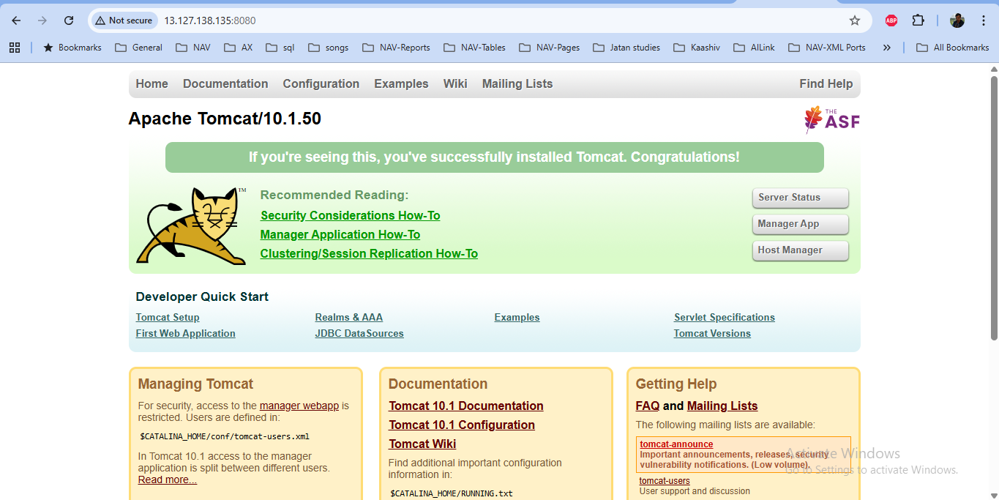 Not secure 13.127.138.135:8080 ABP
Bookmarks General NAV AX sql songs NAV-Reports NAV-Tables NAV-Pages Jatan studies Kaashiv AILink NAV-XML Ports » All Bookmarks
Home Documentation Configuration Examples Wiki Mailing Lists Find Help
Apache Tomcat/10.1.50
THE
ASF
If you're seeing this, you've successfully installed Tomcat. Congratulations!
TM
Recommended Reading:
Security Considerations How-To
Manager Application How-To
Clustering/Session Replication How-To
Server Status
Manager App
Host Manager
Developer Quick Start
Tomcat Setup
First Web Application
Realms & AAA
JDBC DataSources
Examples
Servlet Specifications
Tomcat Versions
Managing Tomcat
For security, access to the manager webapp is
restricted. Users are defined in:
$CATALINA_HOME/conf/tomcat-users.xml
In Tomcat 10.1 access to the manager
application is split between different users.
Read more...
Documentation
Tomcat 10.1 Documentation
Tomcat 10.1 Configuration
Tomcat Wiki
Find additional important configuration
information in:
$CATALINA_HOME/RUNNING.txt
Getting Help
FAQ and Mailing Lists
The following mailing lists are available:
tomcat-announce
Important announcements, releases, security
vulnerability notifications. (Low volume).
tomcat-users
User support and discussion
Activate Windows
Go to Settings to activate Windows.